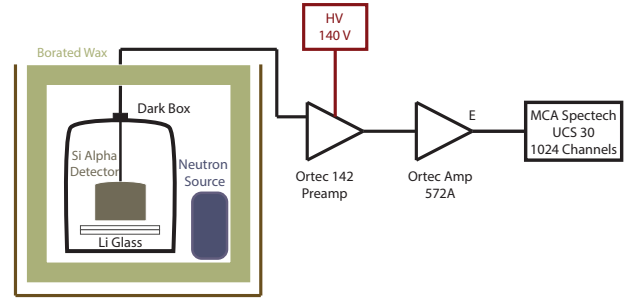 HV
140 V
Borated Wax
Dark Box
Si Alpha
Detector
Neutron
Source
Li Glass
Ortec 142
Preamp
E
Ortec Amp
572A
MCA Spectech
UCS 30
1024 Channels